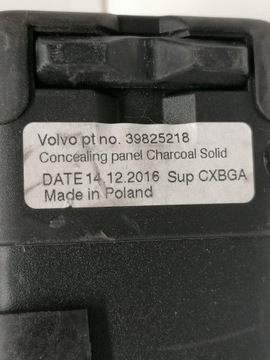 Volvo pt no. 39825218
Concealing panel Charcoal Solid
DATE 14.12.2016 Sup CXBGA
Made in Poland